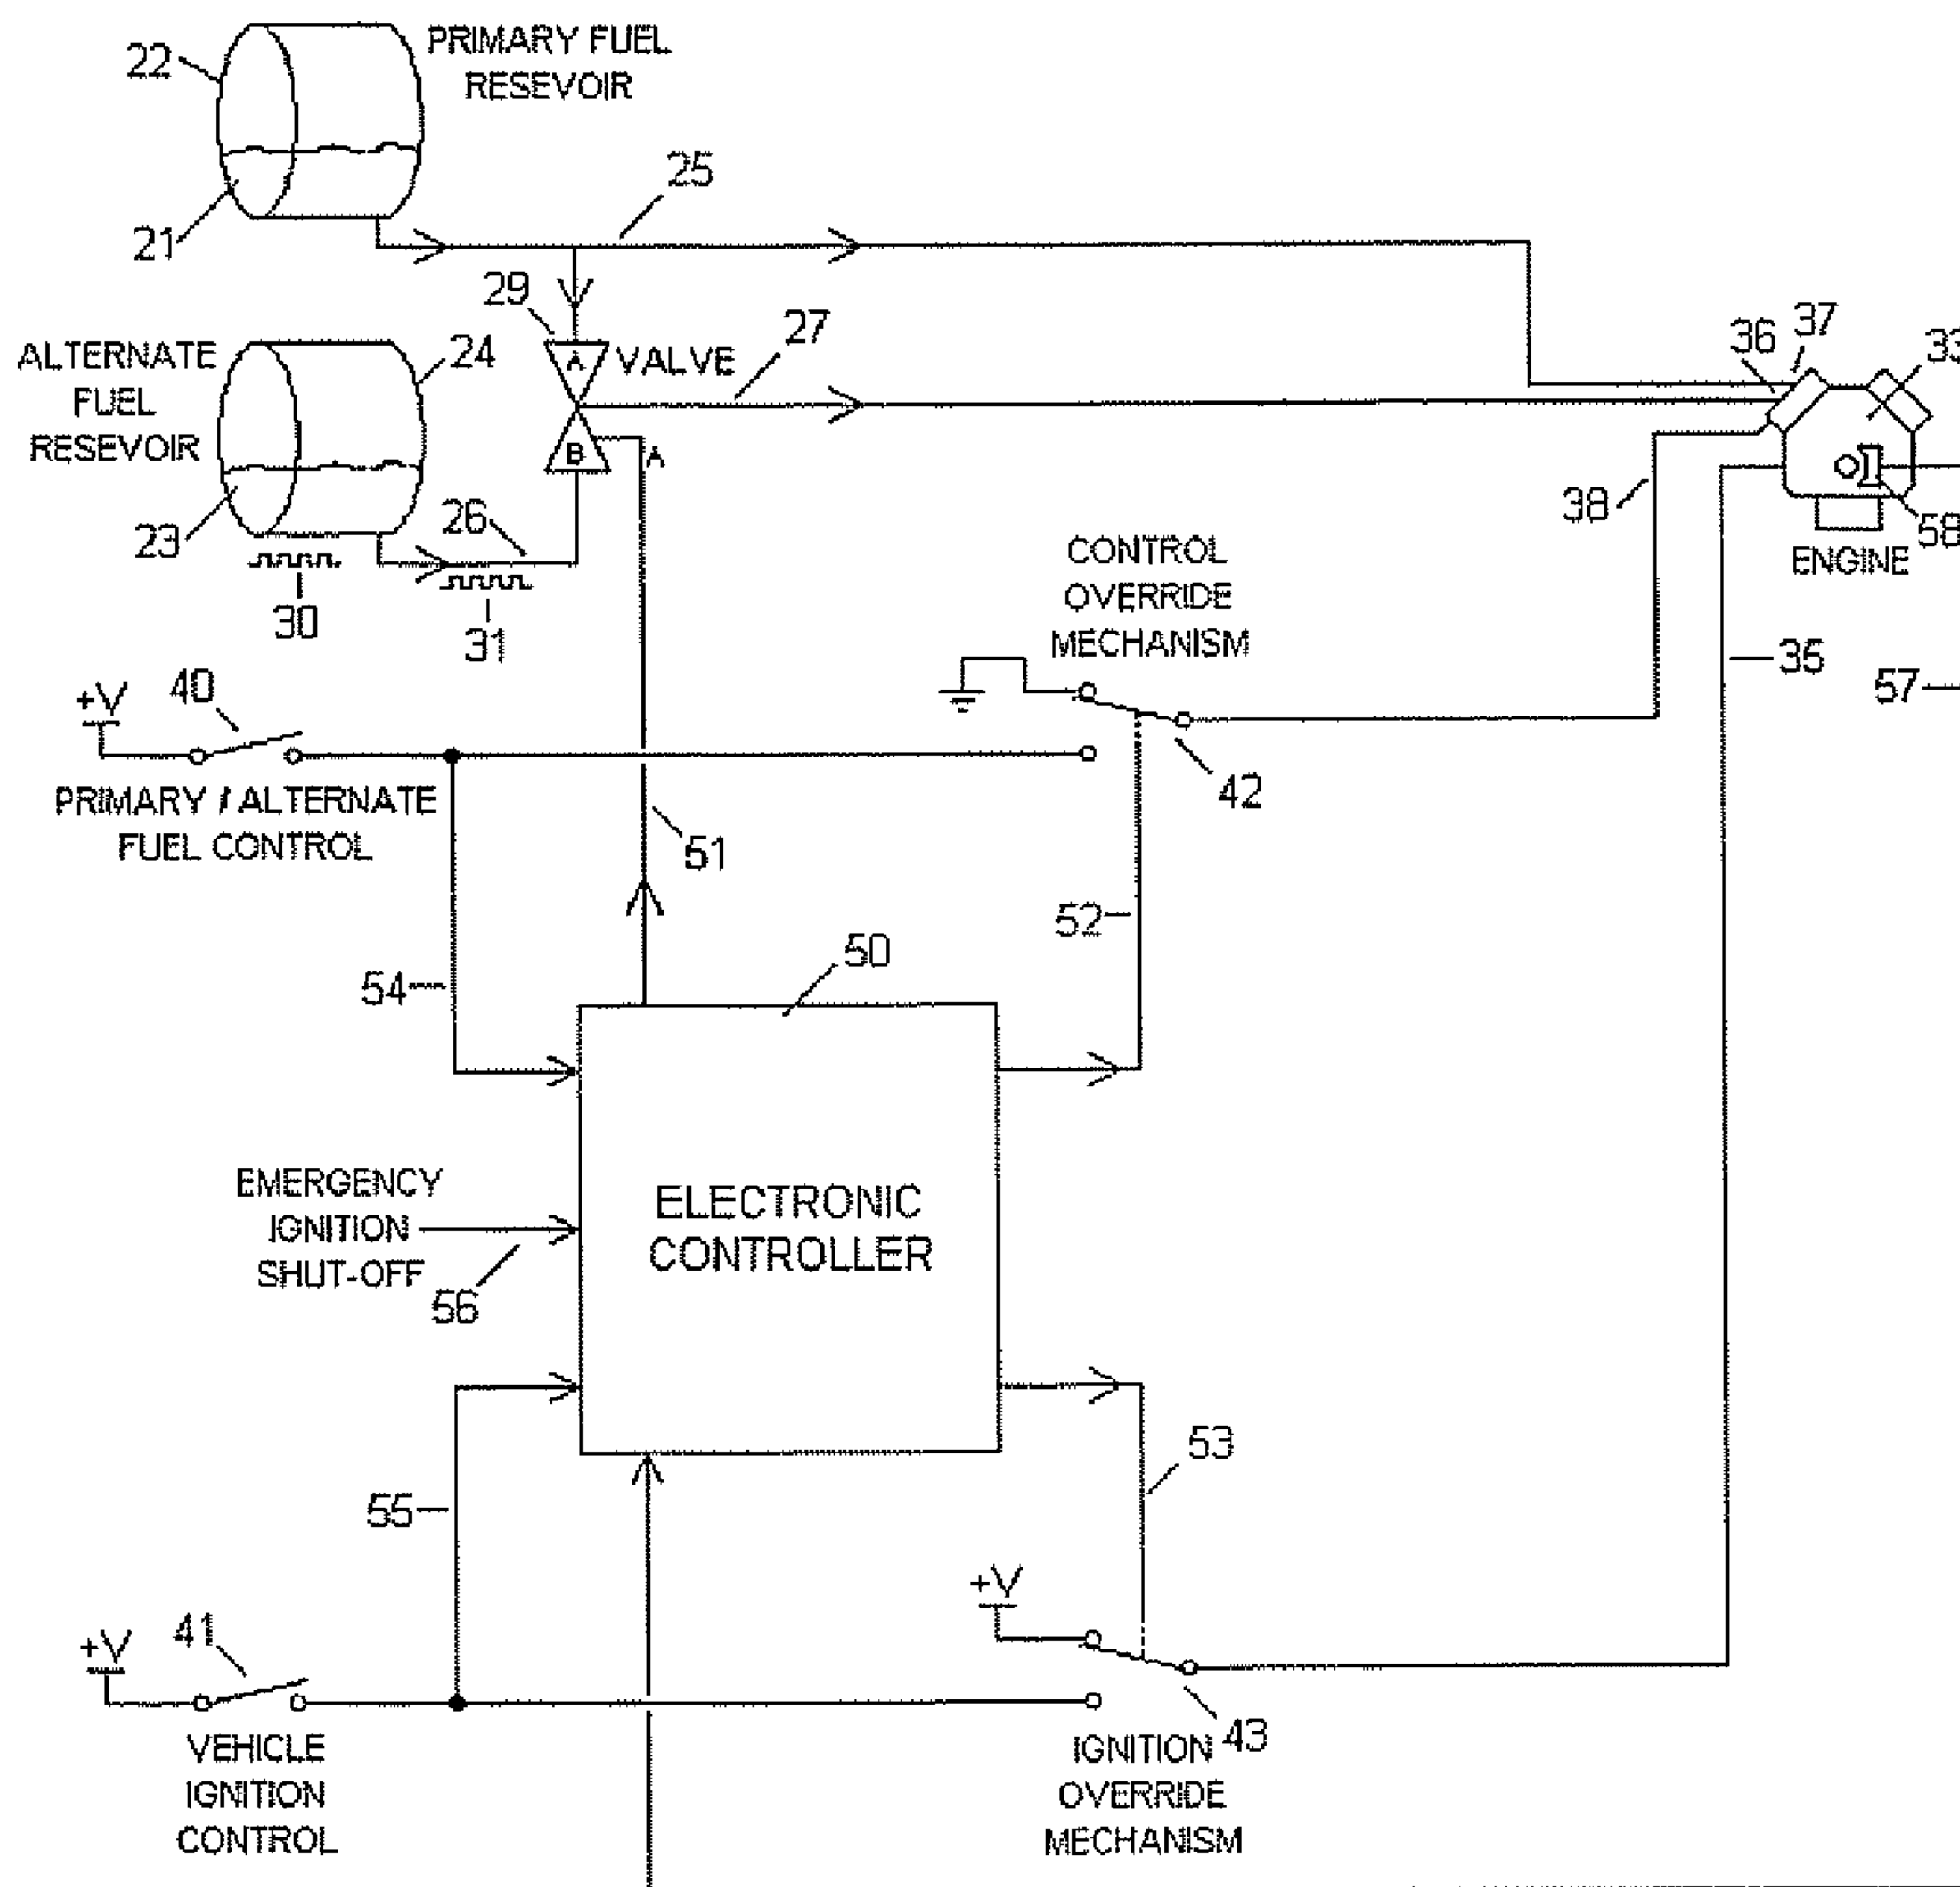 22
PRIMARY FUEL
RESEVOIR
21
25
29
27
A
VALVE
B
A
ALTERNATE
FUEL
RESEVOIR
24
23
26
30
31
36
37
33
38
58
ENGINE
35
57
CONTROL
OVERRIDE
MECHANISM
+V
40
42
PRIMARY / ALTERNATE
FUEL CONTROL
51
52
54
50
EMERGENCY
IGNITION
SHUT-OFF
56
ELECTRONIC
CONTROLLER
53
55
+V
+V
41
43
VEHICLE
IGNITION
CONTROL
IGNITION
OVERRIDE
MECHANISM